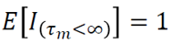 E[I_{(τ_m<∞)}] = 1